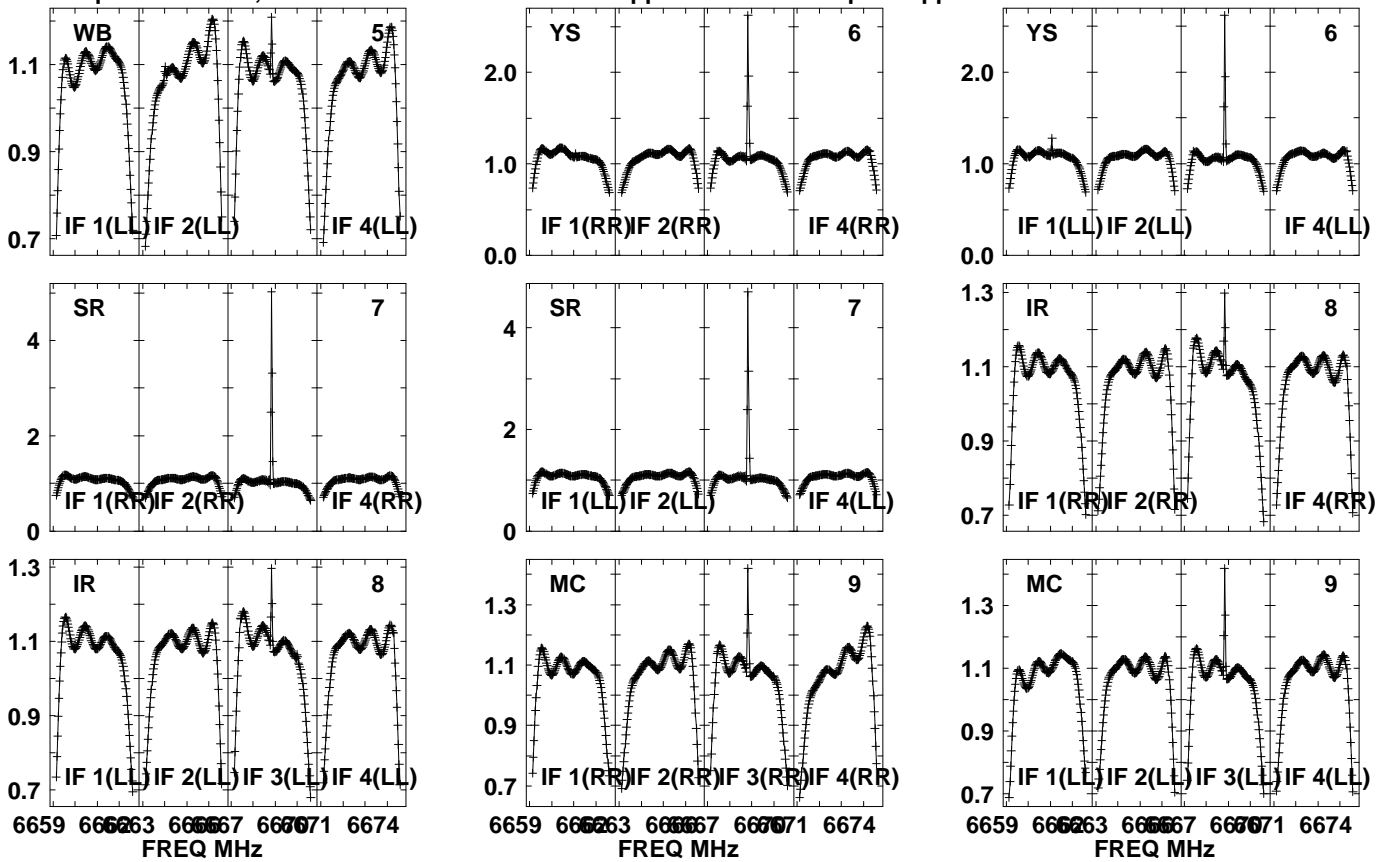 WB 5
1.1
0.9
0.7
IF 1(LL) IF 2(LL) IF 4(LL)
YS 6
2.0
1.0
0.0
IF 1(RR) IF 2(RR) IF 4(RR)
YS 6
2.0
1.0
0.0
IF 1(LL) IF 2(LL) IF 4(LL)
SR 7
4
2
0
IF 1(RR) IF 2(RR) IF 4(RR)
SR 7
4
2
0
IF 1(LL) IF 2(LL) IF 4(LL)
IR 8
1.3
1.1
0.9
0.7
IF 1(RR) IF 2(RR) IF 4(RR)
IR 8
1.3
1.1
0.9
0.7
IF 1(LL) IF 2(LL) IF 3(LL) IF 4(LL)
6659 6674
FREQ MHz
MC 9
1.3
1.1
0.9
0.7
IF 1(RR) IF 2(RR) IF 3(RR) IF 4(RR)
6659 6674
FREQ MHz
MC 9
1.3
1.1
0.9
0.7
IF 1(LL) IF 2(LL) IF 3(LL) IF 4(LL)
6659 6674
FREQ MHz